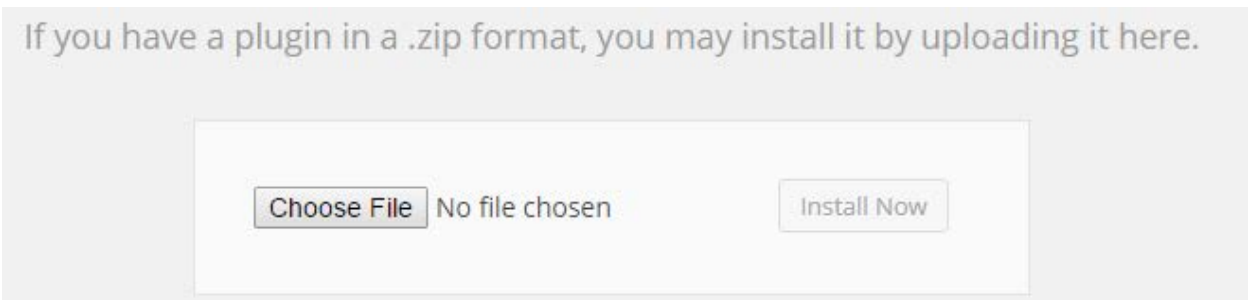 If you have a plugin in a .zip format, you may install it by uploading it here.
Choose File No file chosen Install Now